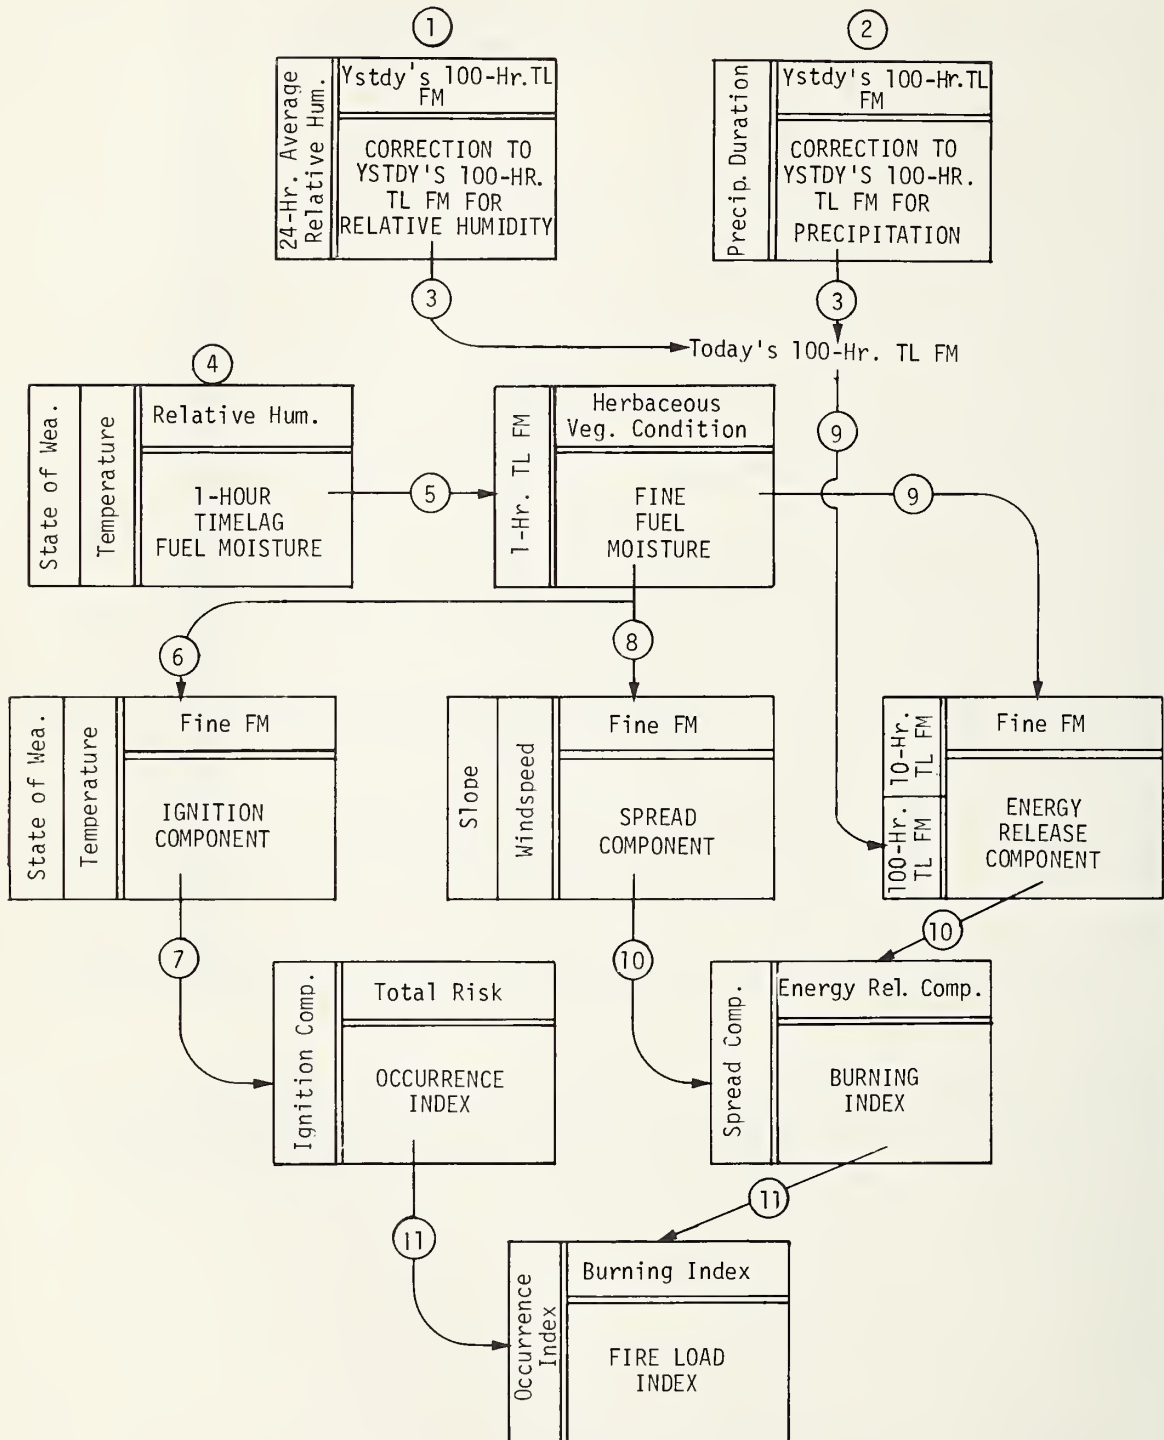 1
24-Hr. Average
Relative Hum.
Ystdy's 100-Hr.TL
FM
CORRECTION TO
YSTDY'S 100-HR.
TL FM FOR
RELATIVE HUMIDITY
2
Precip. Duration
Ystdy's 100-Hr.TL
FM
CORRECTION TO
YSTDY'S 100-HR.
TL FM FOR
PRECIPITATION
3
3
Today's 100-Hr. TL FM
4
State of Wea.
Temperature
Relative Hum.
1-HOUR
TIMELAG
FUEL MOISTURE
5
1-Hr. TL FM
Herbaceous
Veg. Condition
FINE
FUEL
MOISTURE
9
9
6
8
State of Wea.
Temperature
Fine FM
IGNITION
COMPONENT
Slope
Windspeed
Fine FM
SPREAD
COMPONENT
10-Hr.
TL FM
100-Hr.
TL FM
Fine FM
ENERGY
RELEASE
COMPONENT
7
10
10
Ignition Comp.
Total Risk
OCCURRENCE
INDEX
Spread Comp.
Energy Rel. Comp.
BURNING
INDEX
11
11
Occurrence
Index
Burning Index
FIRE LOAD
INDEX